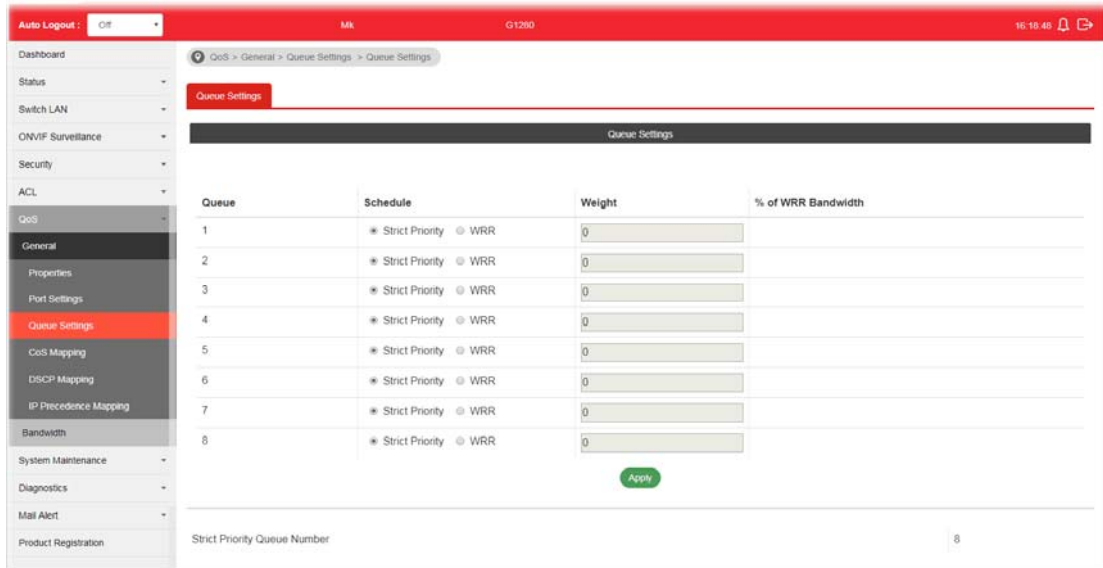 Auto Logout : Off Mk G1280 16:18:48
Dashboard
Status
Switch LAN
ONVIF Surveillance
Security
ACL
QoS
General
Properties
Port Settings
Queue Settings
CoS Mapping
DSCP Mapping
IP Precedence Mapping
Bandwidth
System Maintenance
Diagnostics
Mail Alert
Product Registration
QoS > General > Queue Settings > Queue Settings
Queue Settings
Queue Settings
Queue Schedule Weight % of WRR Bandwidth
1 Strict Priority WRR 0
2 Strict Priority WRR 0
3 Strict Priority WRR 0
4 Strict Priority WRR 0
5 Strict Priority WRR 0
6 Strict Priority WRR 0
7 Strict Priority WRR 0
8 Strict Priority WRR 0
Apply
Strict Priority Queue Number 8